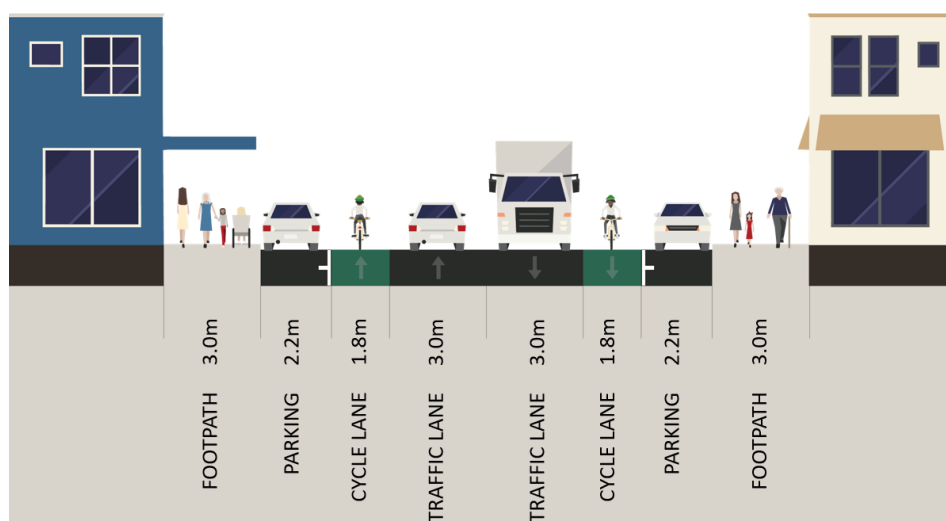 FOOTPATH 3.0m
PARKING 2.2m
CYCLE LANE 1.8m
TRAFFIC LANE 3.0m
TRAFFIC LANE 3.0m
CYCLE LANE 1.8m
PARKING 2.2m
FOOTPATH 3.0m